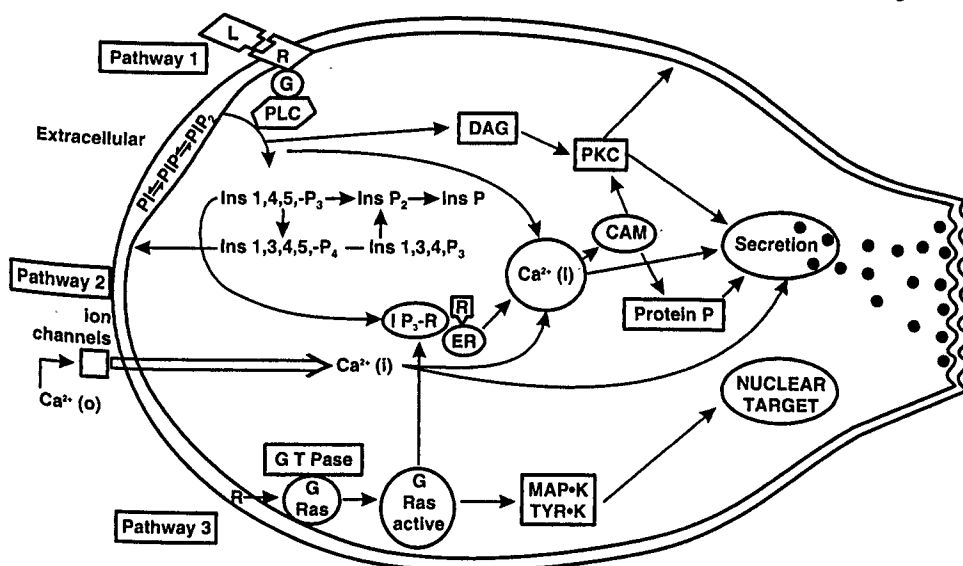 L
R
Pathway 1
G
PLC
Extracellular
PI⇌PIP⇌PIP₂
DAG
PKC
Ins 1,4,5,-P₃ → Ins P₂ → Ins P
CAM
Secretion
Ins 1,3,4,5,-P₄ — Ins 1,3,4,P₃
Ca²⁺ (I)
Pathway 2
ion
channels
R
I P₃-R
ER
Protein P
Ca²⁺ (i)
Ca²⁺ (o)
NUCLEAR
TARGET
G T Pase
R
G
Ras
G
Ras
active
MAP•K
TYR•K
Pathway 3